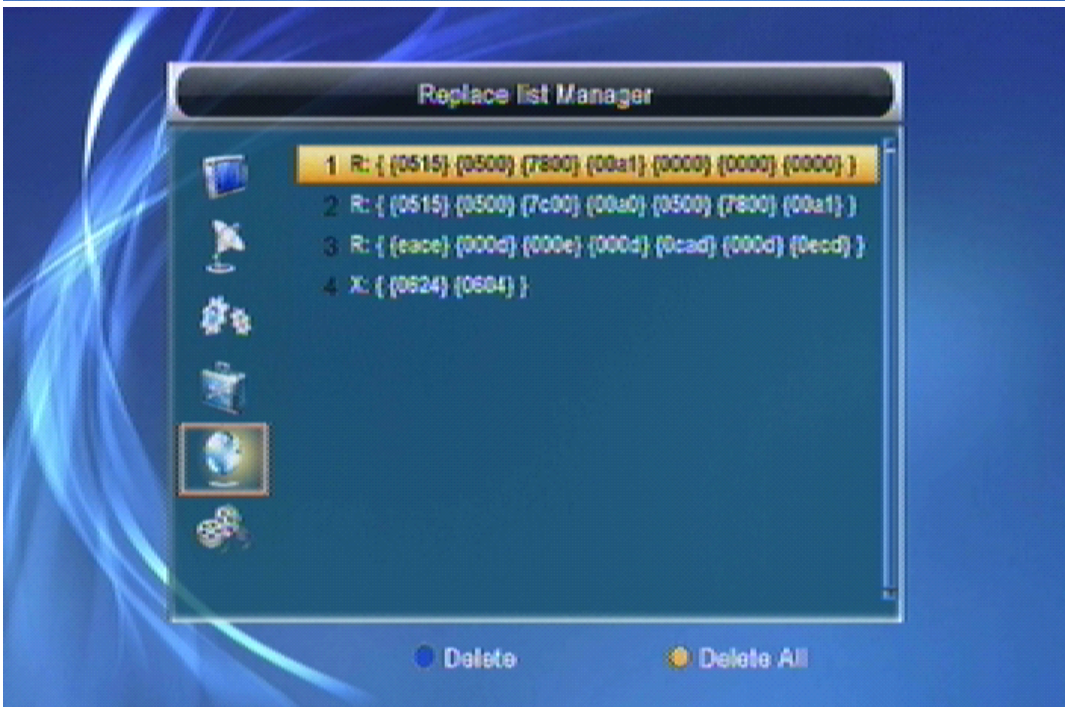 Replace list Manager
1 R: { {0515} {0500} {7800} {00a1} {0000} {0000} {0000} }
2 R: { {0515} {0500} {7c00} {00a0} {0500} {7800} {00a1} }
3 R: { {eace} {000d} {000e} {000d} {0cad} {000d} {0ecd} }
4 X: { {0624} {0604} }
Delete
Delete All